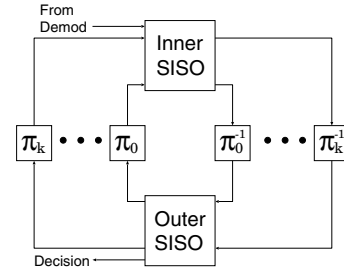 From
Demod
Inner
SISO
π_k • • • π_0 π_0^-1 • • • π_k^-1
Outer
SISO
Decision